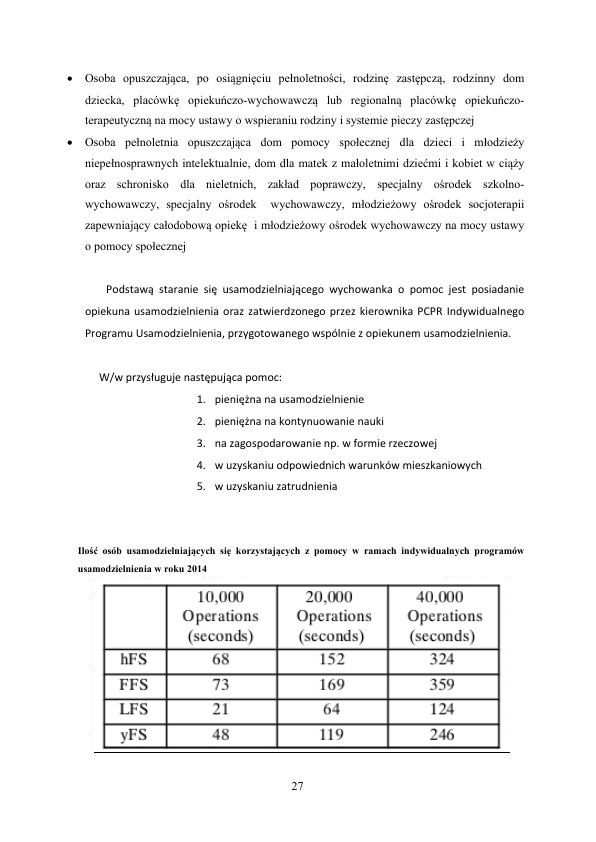 • Osoba opuszczająca, po osiągnięciu pełnoletności, rodzinę zastępczą, rodzinny dom
dziecka, placówkę opiekuńczo-wychowawczą lub regionalną placówkę opiekuńczo-
terapeutyczną na mocy ustawy o wspieraniu rodziny i systemie pieczy zastępczej
• Osoba pełnoletnia opuszczająca dom pomocy społecznej dla dzieci i młodzieży
niepełnosprawnych intelektualnie, dom dla matek z małoletnimi dziećmi i kobiet w ciąży
oraz schronisko dla nieletnich, zakład poprawczy, specjalny ośrodek szkolno-
wychowawczy, specjalny ośrodek wychowawczy, młodzieżowy ośrodek socjoterapii
zapewniający całodobową opiekę i młodzieżowy ośrodek wychowawczy na mocy ustawy
o pomocy społecznej
Podstawą staranie się usamodzielniającego wychowanka o pomoc jest posiadanie
opiekuna usamodzielnienia oraz zatwierdzonego przez kierownika PCPR Indywidualnego
Programu Usamodzielnienia, przygotowanego wspólnie z opiekunem usamodzielnienia.
W/w przysługuje następująca pomoc:
1. pieniężna na usamodzielnienie
2. pieniężna na kontynuowanie nauki
3. na zagospodarowanie np. w formie rzeczowej
4. w uzyskaniu odpowiednich warunków mieszkaniowych
5. w uzyskaniu zatrudnienia
Ilość osób usamodzielniających się korzystających z pomocy w ramach indywidualnych programów
usamodzielnienia w roku 2014
10,000 20,000 40,000
Operations Operations Operations
(seconds) (seconds) (seconds)
hFS 68 152 324
FFS 73 169 359
LFS 21 64 124
yFS 48 119 246
27